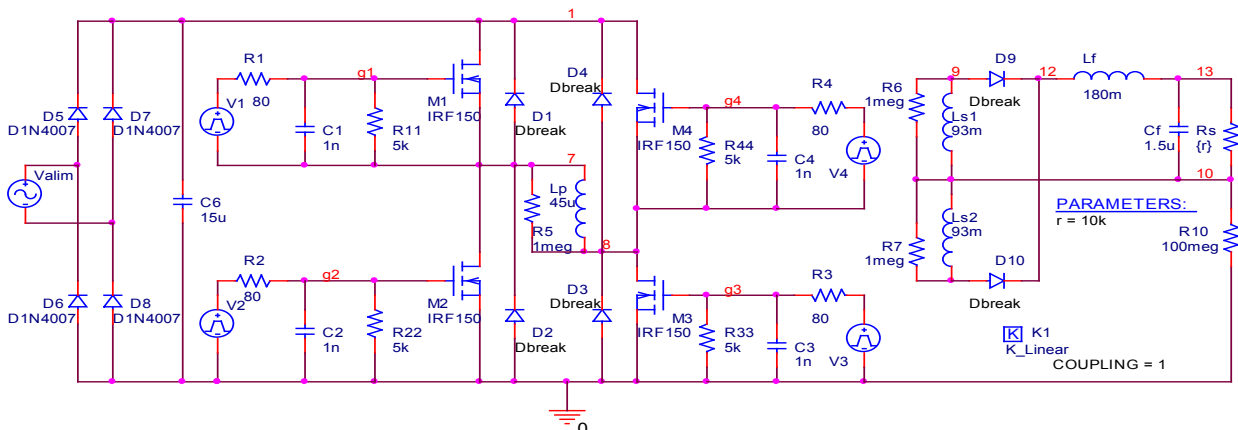 1
R1
80
g1
V1
C1
1n
R11
5k
M1
IRF150
D4
Dbreak
D1
Dbreak
R4
80
g4
M4
IRF150
R44
5k
C4
1n
V4
D5
D1N4007
D7
D1N4007
Valim
C6
15u
7
Lp
45u
R5
1meg
8
R2
80
g2
V2
C2
1n
R22
5k
M2
IRF150
D3
Dbreak
D2
Dbreak
R3
80
g3
M3
IRF150
R33
5k
C3
1n
V3
D6
D1N4007
D8
D1N4007
0
9
D9
Dbreak
12
Lf
180m
13
R6
1meg
Ls1
93m
Cf
1.5u
Rs
{r}
10
Ls2
93m
R7
1meg
D10
Dbreak
PARAMETERS:
r = 10k
R10
100meg
K K1
K_Linear
COUPLING = 1